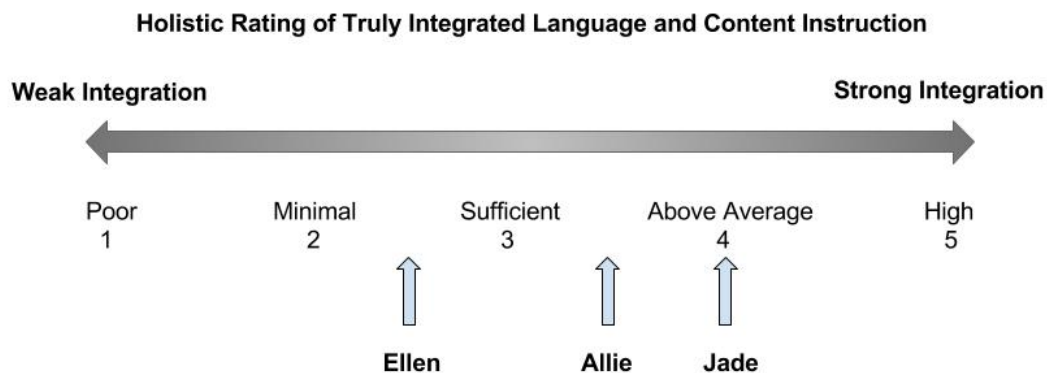 Holistic Rating of Truly Integrated Language and Content Instruction
Weak Integration Strong Integration
Poor Minimal Sufficient Above Average High
1 2 3 4 5
Ellen Allie Jade